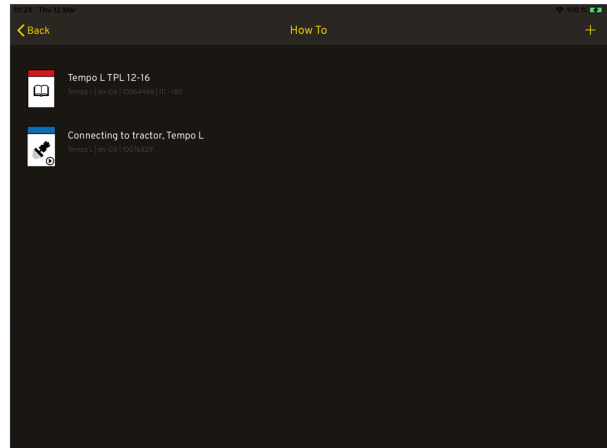 10:24 Thu 12 Mar
100 %
Back
How To
+
Tempo L TPL 12-16
Tempo L | en-GB | 10064488 | 111 - 180
Connecting to tractor, Tempo L
Tempo L | en-GB | 10076829